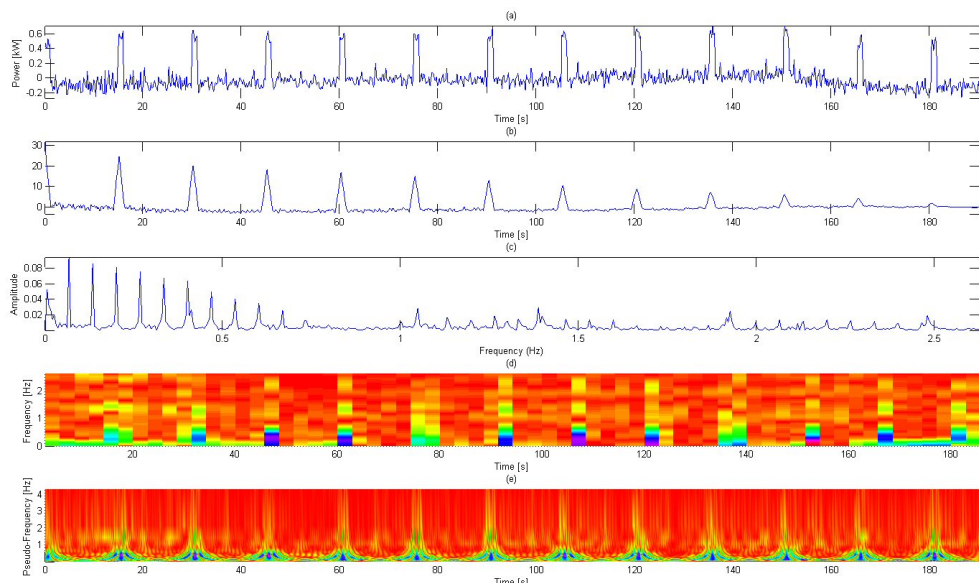 (a)
0.6
0.4
0.2
0
-0.2
Power [kW]
0 20 40 60 80 100 120 140 160 180
Time [s]
(b)
30
20
10
0
0 20 40 60 80 100 120 140 160 180
Time [s]
(c)
0.08
0.06
0.04
0.02
Amplitude
0 0.5 1 1.5 2 2.5
Frequency (Hz)
(d)
2
1
0
Frequency [Hz]
20 40 60 80 100 120 140 160 180
Time [s]
(e)
4
3
2
1
Pseudo-Frequency [Hz]
0 20 40 60 80 100 120 140 160 180
Time [s]